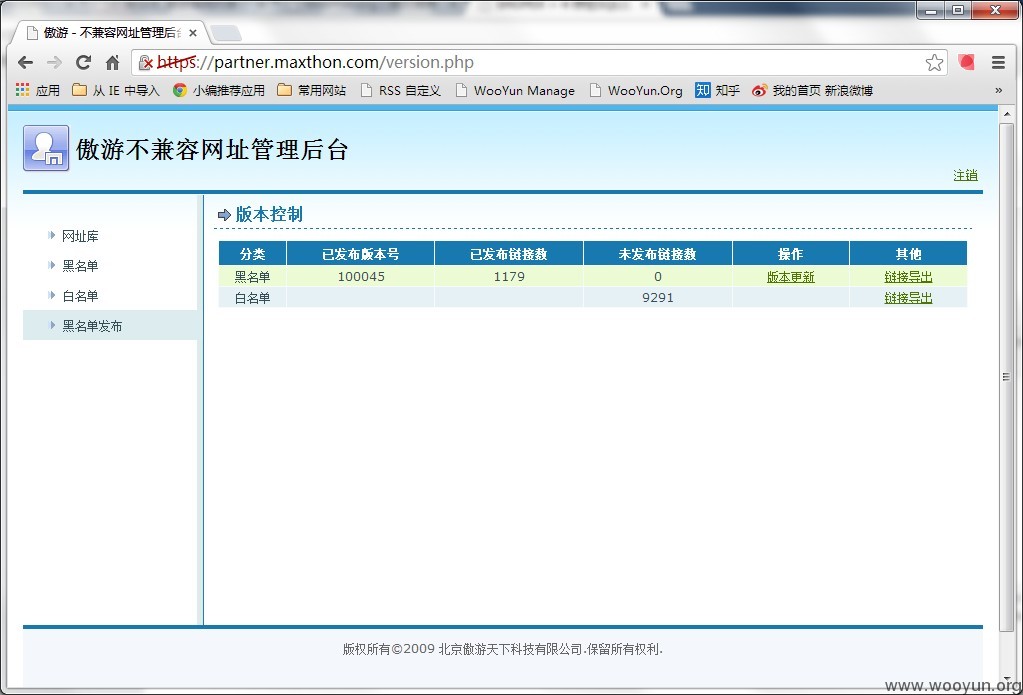 傲游 - 不兼容网址管理后台
https://partner.maxthon.com/version.php
应用 从 IE 中导入 小编推荐应用 常用网站 RSS 自定义 WooYun Manage WooYun.Org 知乎 我的首页 新浪微博 »
傲游不兼容网址管理后台
注销
网址库
黑名单
白名单
黑名单发布
版本控制
分类 已发布版本号 已发布链接数 未发布链接数 操作 其他
黑名单 100045 1179 0 版本更新 链接导出
白名单 9291 链接导出
版权所有©2009 北京傲游天下科技有限公司.保留所有权利.
www.wooyun.org